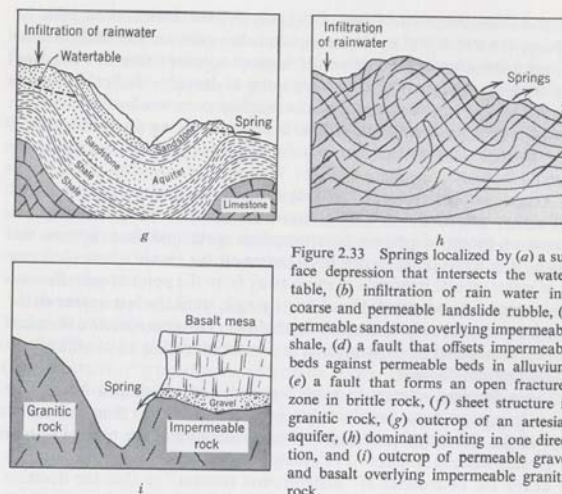 Infiltration of rainwater
Watertable
Spring
Sandstone
Sandstone
Shale
Aquifer
Shale
Shale
Limestone
g
Infiltration
of rainwater
Springs
h
Basalt mesa
Spring
Gravel
Granitic
rock
Impermeable
rock
i
Figure 2.33 Springs localized by (a) a su
face depression that intersects the wate
table, (b) infiltration of rain water in
coarse and permeable landslide rubble, (
permeable sandstone overlying impermeab
shale, (d) a fault that offsets impermeab
beds against permeable beds in alluvium
(e) a fault that forms an open fracture
zone in brittle rock, (f) sheet structure i
granitic rock, (g) outcrop of an artesia
aquifer, (h) dominant jointing in one direc
tion, and (i) outcrop of permeable grave
and basalt overlying impermeable granit
rock.